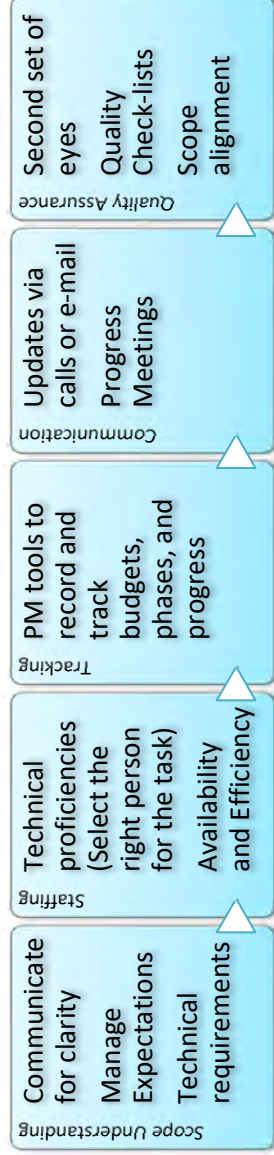 Scope Understanding
Communicate
for clarity
Manage
Expectations
Technical
requirements
Staffing
Technical
proficiencies
(Select the
right person
for the task)
Availability
and Efficiency
Tracking
PM tools to
record and
track
budgets,
phases, and
progress
Communication
Updates via
calls or e-mail
Progress
Meetings
Quality Assurance
Second set of
eyes
Quality
Check-lists
Scope
alignment